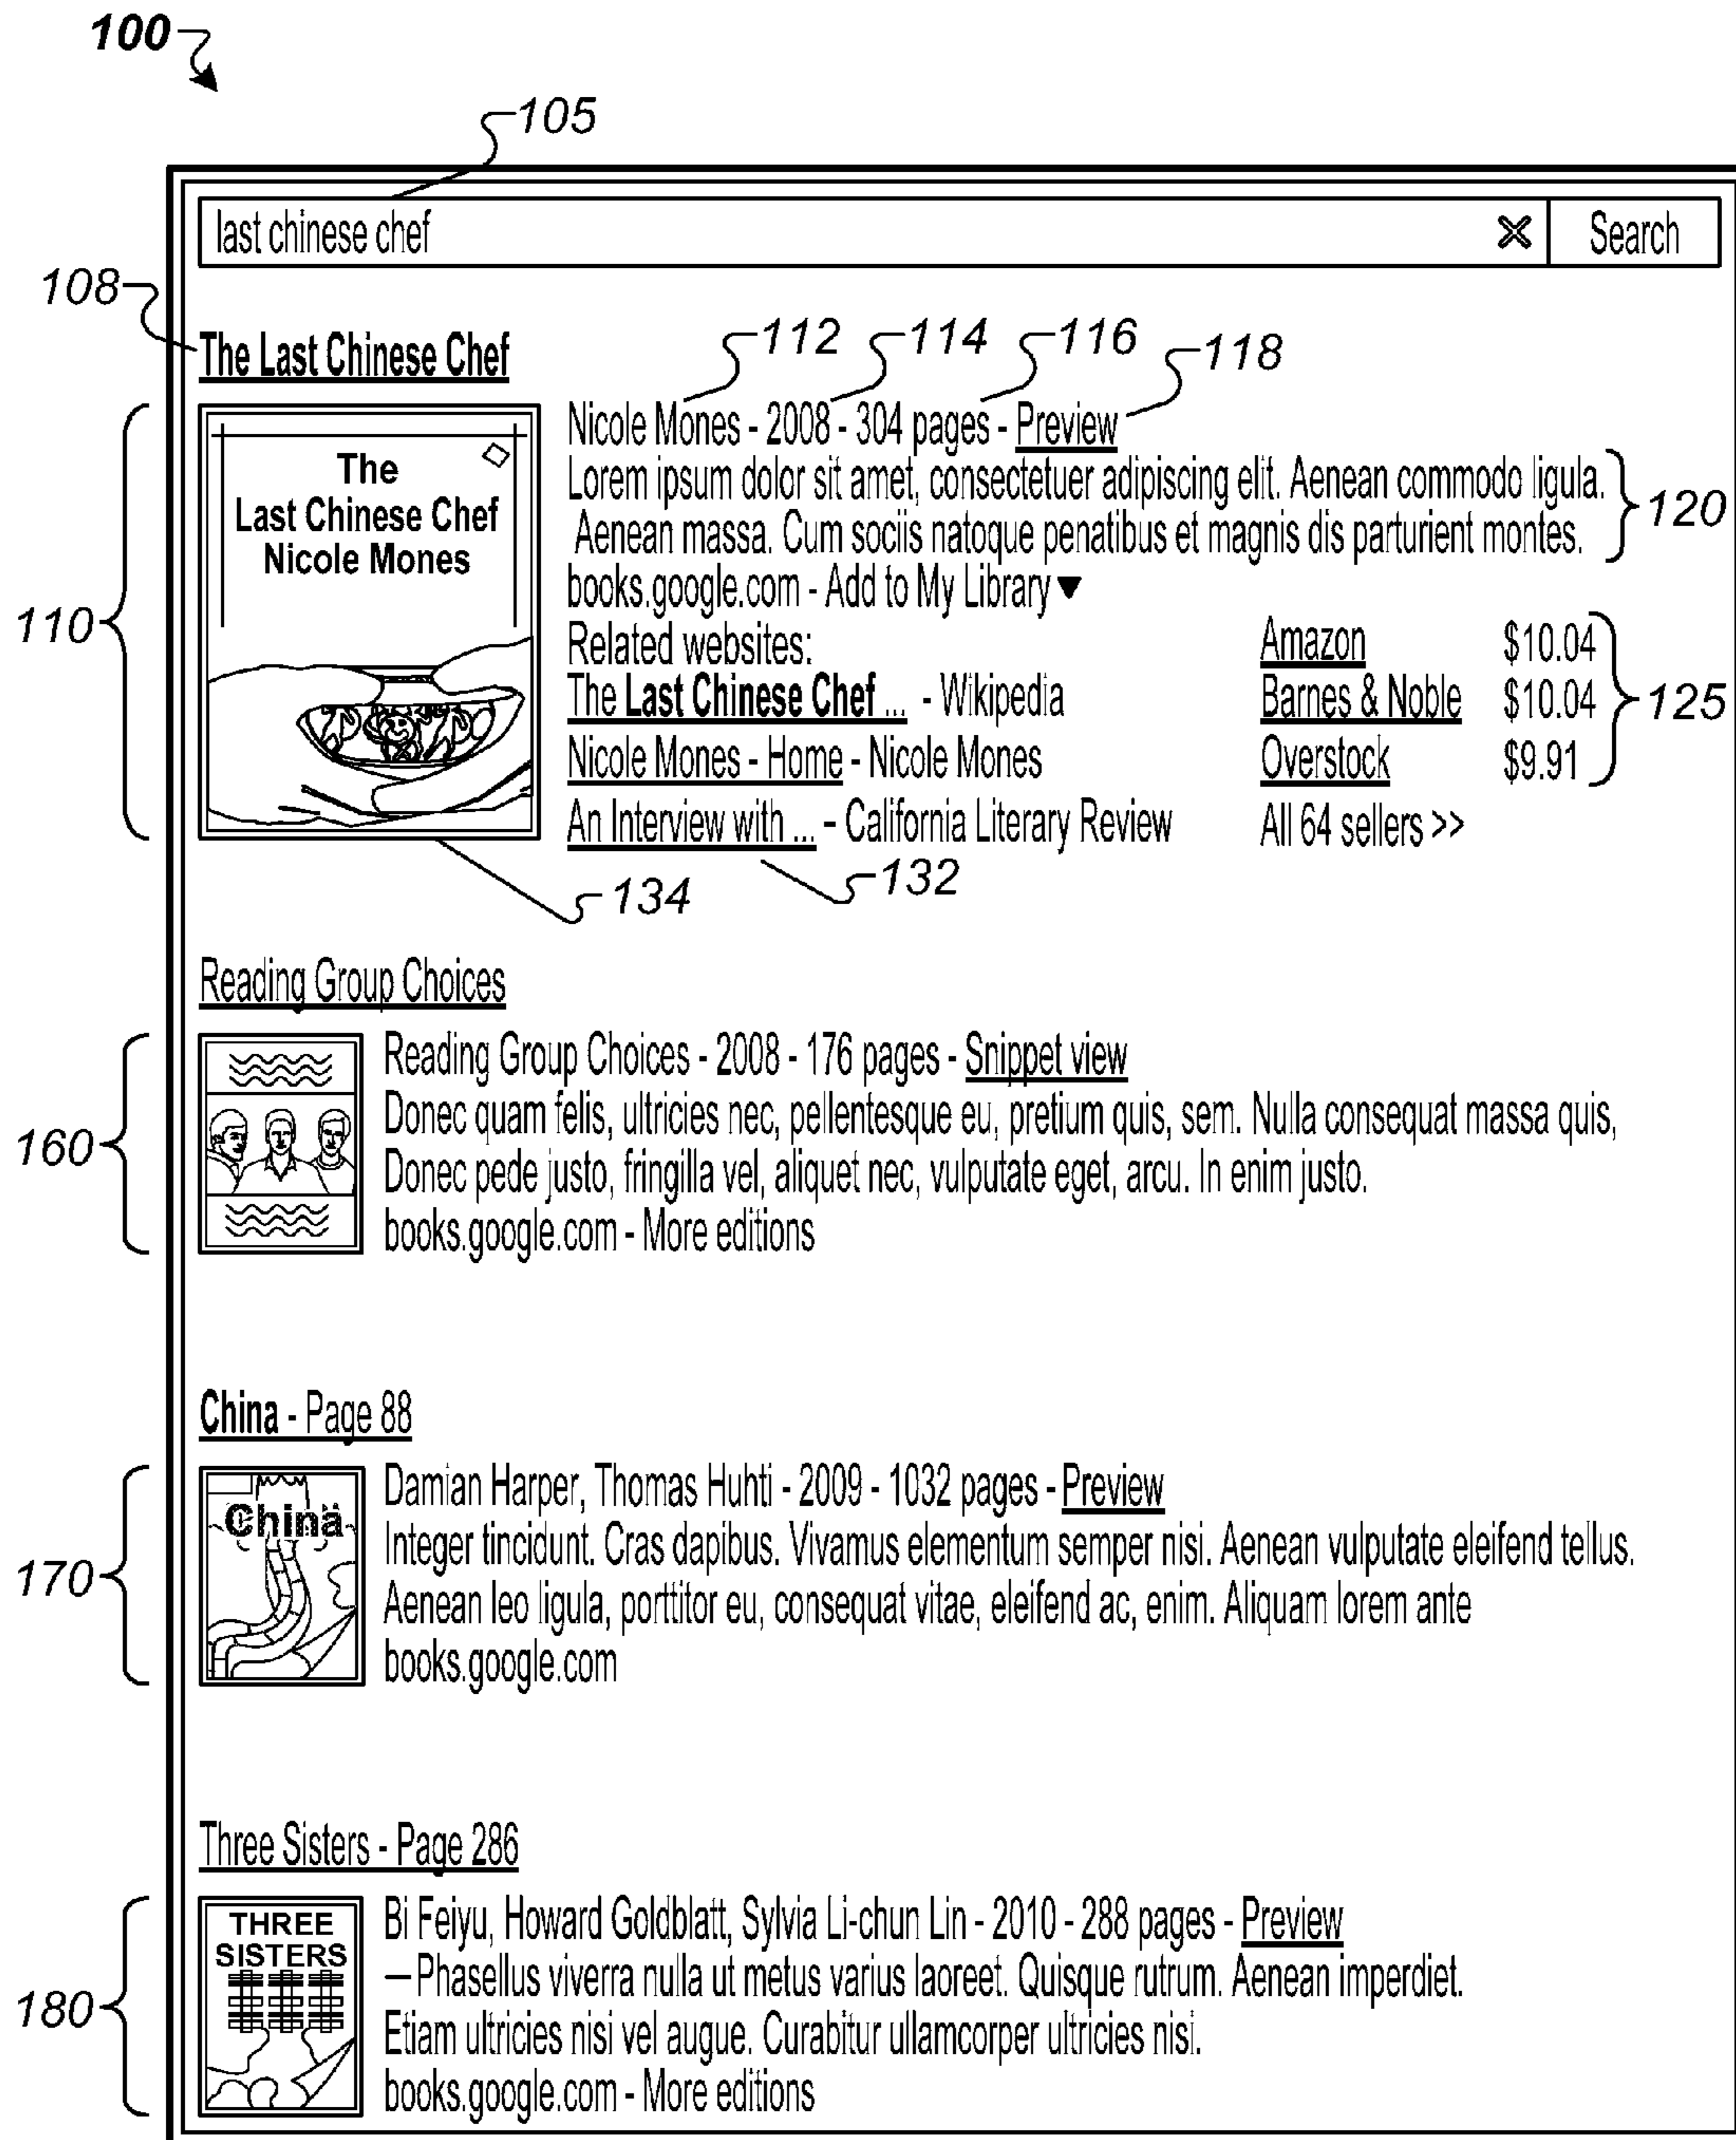 100
105
last chinese chef Search
108
The Last Chinese Chef
112 114 116 118
The
Last Chinese Chef
Nicole Mones
110
Nicole Mones - 2008 - 304 pages - Preview
Lorem ipsum dolor sit amet, consectetuer adipiscing elit. Aenean commodo ligula.
Aenean massa. Cum sociis natoque penatibus et magnis dis parturient montes.
120
books.google.com - Add to My Library ▼
Related websites:
The Last Chinese Chef ... - Wikipedia
Nicole Mones - Home - Nicole Mones
An Interview with ... - California Literary Review
Amazon $10.04
Barnes & Noble $10.04
Overstock $9.91
125
All 64 sellers >>
134
132
Reading Group Choices
160
Reading Group Choices - 2008 - 176 pages - Snippet view
Donec quam felis, ultricies nec, pellentesque eu, pretium quis, sem. Nulla consequat massa quis,
Donec pede justo, fringilla vel, aliquet nec, vulputate eget, arcu. In enim justo.
books.google.com - More editions
China - Page 88
170
China
Damian Harper, Thomas Huhti - 2009 - 1032 pages - Preview
Integer tincidunt. Cras dapibus. Vivamus elementum semper nisi. Aenean vulputate eleifend tellus.
Aenean leo ligula, porttitor eu, consequat vitae, eleifend ac, enim. Aliquam lorem ante
books.google.com
Three Sisters - Page 286
180
THREE
SISTERS
Bi Feiyu, Howard Goldblatt, Sylvia Li-chun Lin - 2010 - 288 pages - Preview
—Phasellus viverra nulla ut metus varius laoreet. Quisque rutrum. Aenean imperdiet.
Etiam ultricies nisi vel augue. Curabitur ullamcorper ultricies nisi.
books.google.com - More editions